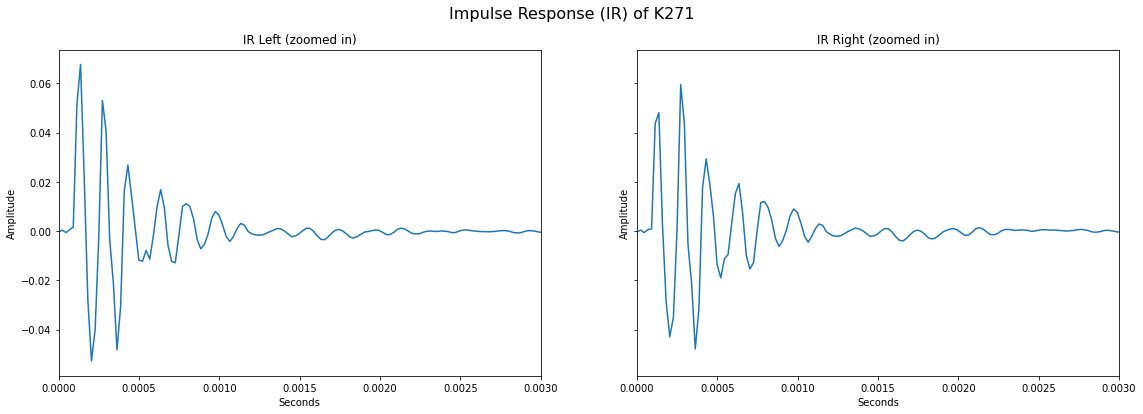 Impulse Response (IR) of K271
IR Left (zoomed in)
IR Right (zoomed in)
Amplitude
0.06
0.04
0.02
0.00
−0.02
−0.04
0.0000 0.0005 0.0010 0.0015 0.0020 0.0025 0.0030
Seconds
Amplitude
0.0000 0.0005 0.0010 0.0015 0.0020 0.0025 0.0030
Seconds